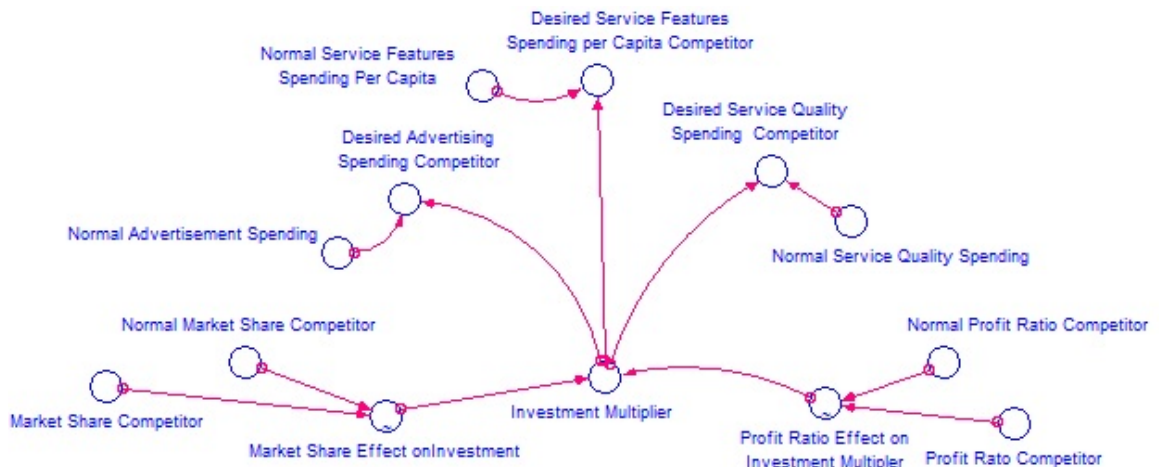 Desired Service Features
Spending per Capita Competitor
Normal Service Features
Spending Per Capita
Desired Service Quality
Spending Competitor
Desired Advertising
Spending Competitor
Normal Advertisement Spending
Normal Service Quality Spending
Normal Market Share Competitor
Normal Profit Ratio Competitor
Market Share Competitor
Investment Multiplier
Market Share Effect onInvestment
Profit Ratio Effect on
Investment Multipler
Profit Rato Competitor